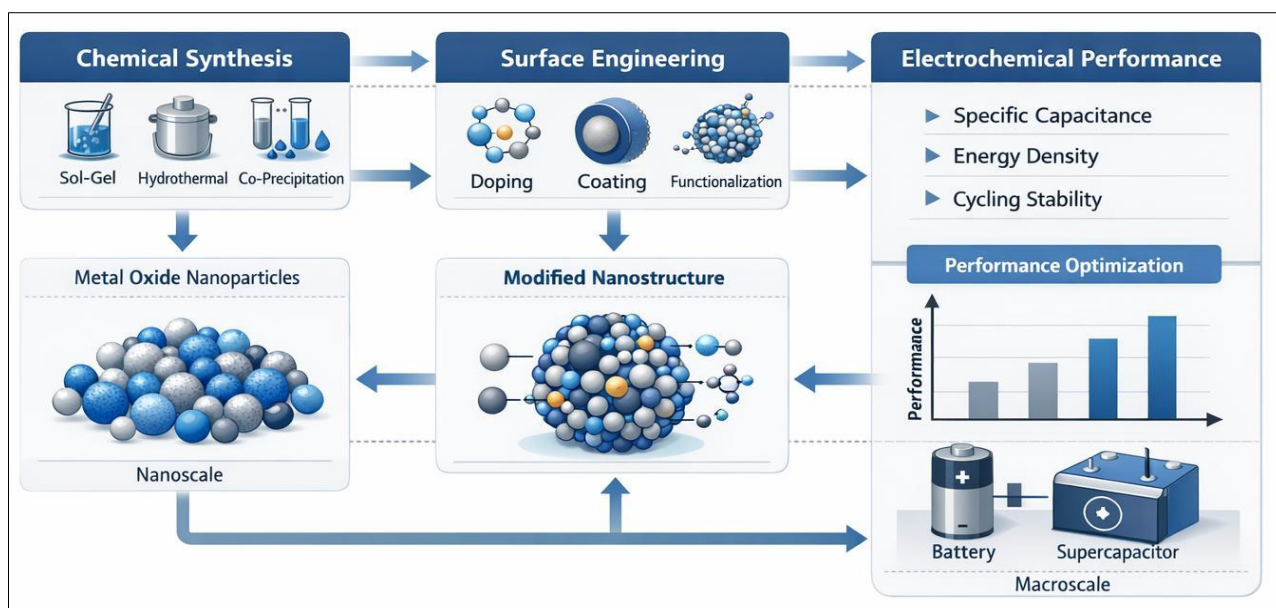 Chemical Synthesis
Sol-Gel
Hydrothermal
Co-Precipitation
Surface Engineering
Doping
Coating
Functionalization
Electrochemical Performance
Specific Capacitance
Energy Density
Cycling Stability
Metal Oxide Nanoparticles
Nanoscale
Modified Nanostructure
Performance Optimization
Performance
Battery
Supercapacitor
Macroscale